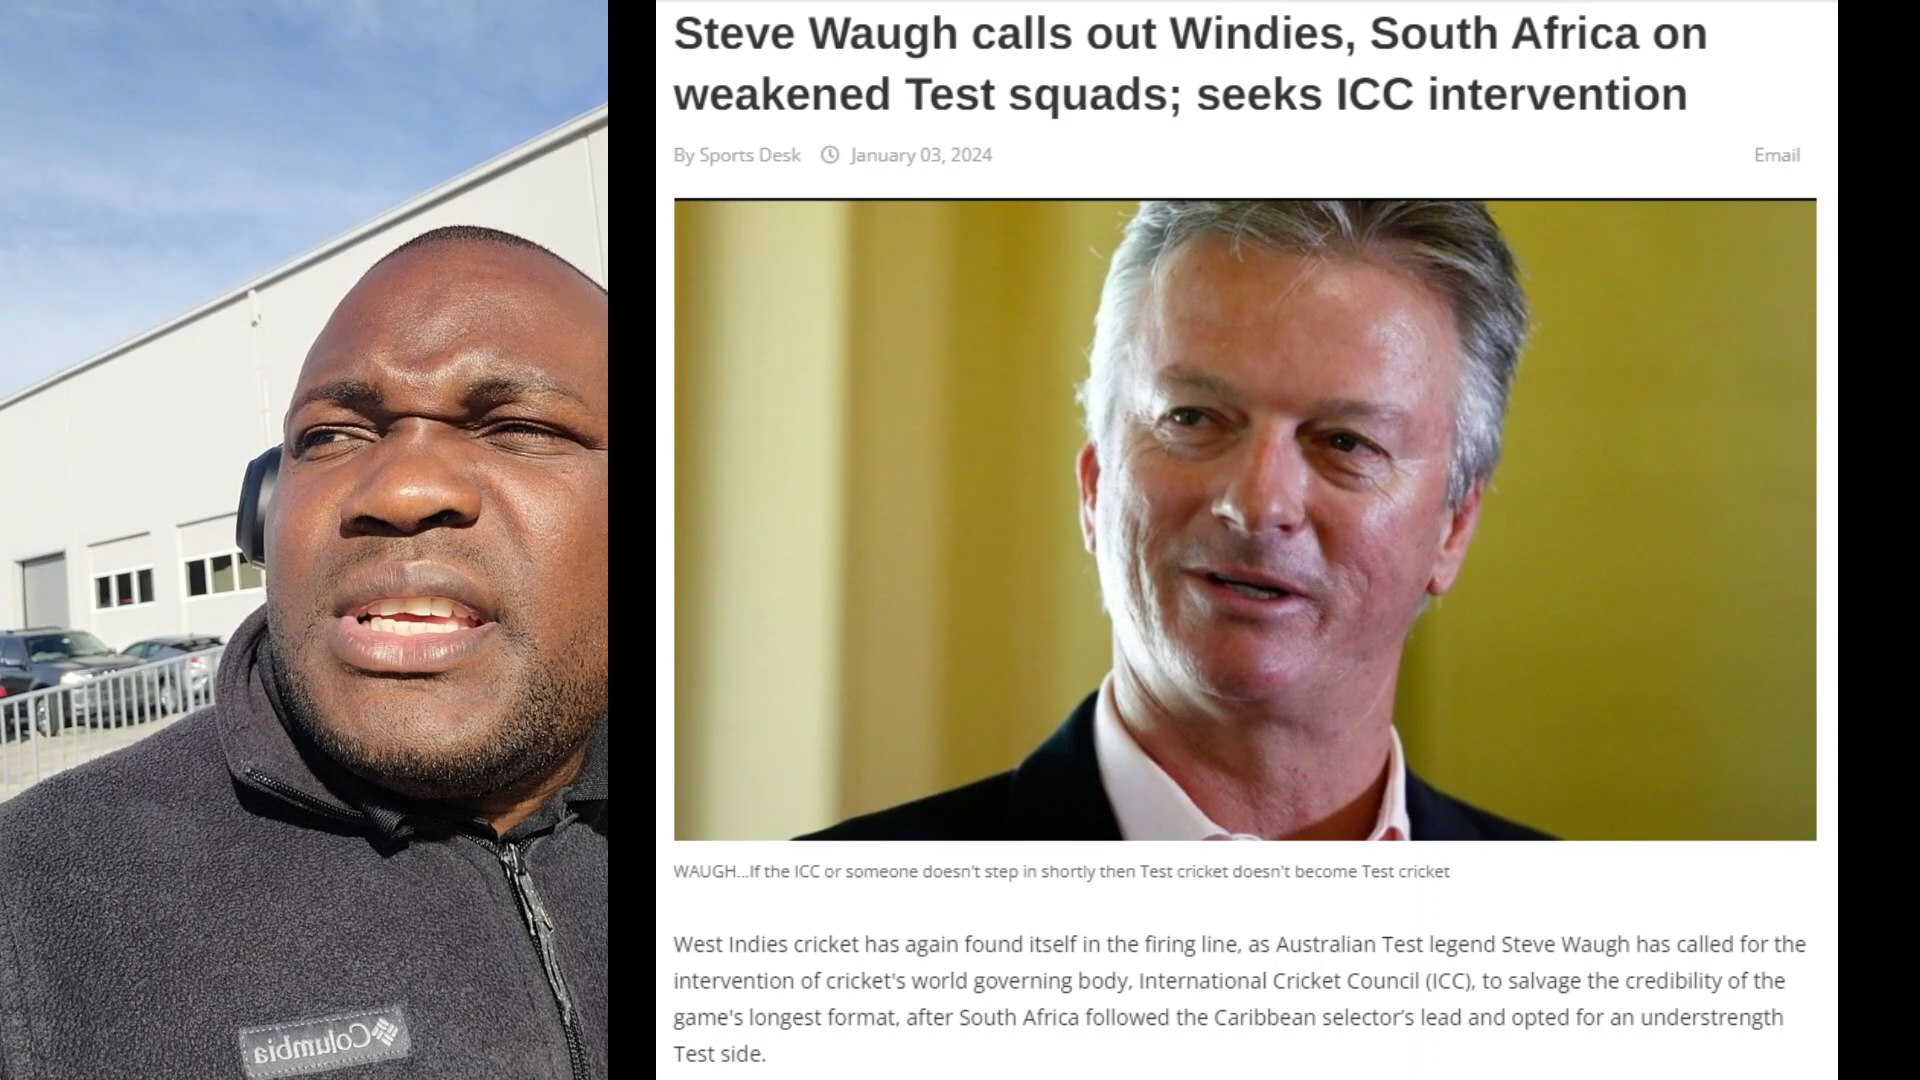 Steve Waugh calls out Windies, South Africa on
weakened Test squads; seeks ICC intervention
By Sports Desk January 03, 2024 Email
WAUGH...If the ICC or someone doesn't step in shortly then Test cricket doesn't become Test cricket
West Indies cricket has again found itself in the firing line, as Australian Test legend Steve Waugh has called for the
intervention of cricket's world governing body, International Cricket Council (ICC), to salvage the credibility of the
game's longest format, after South Africa followed the Caribbean selector's lead and opted for an understrength
Test side.
Columbia